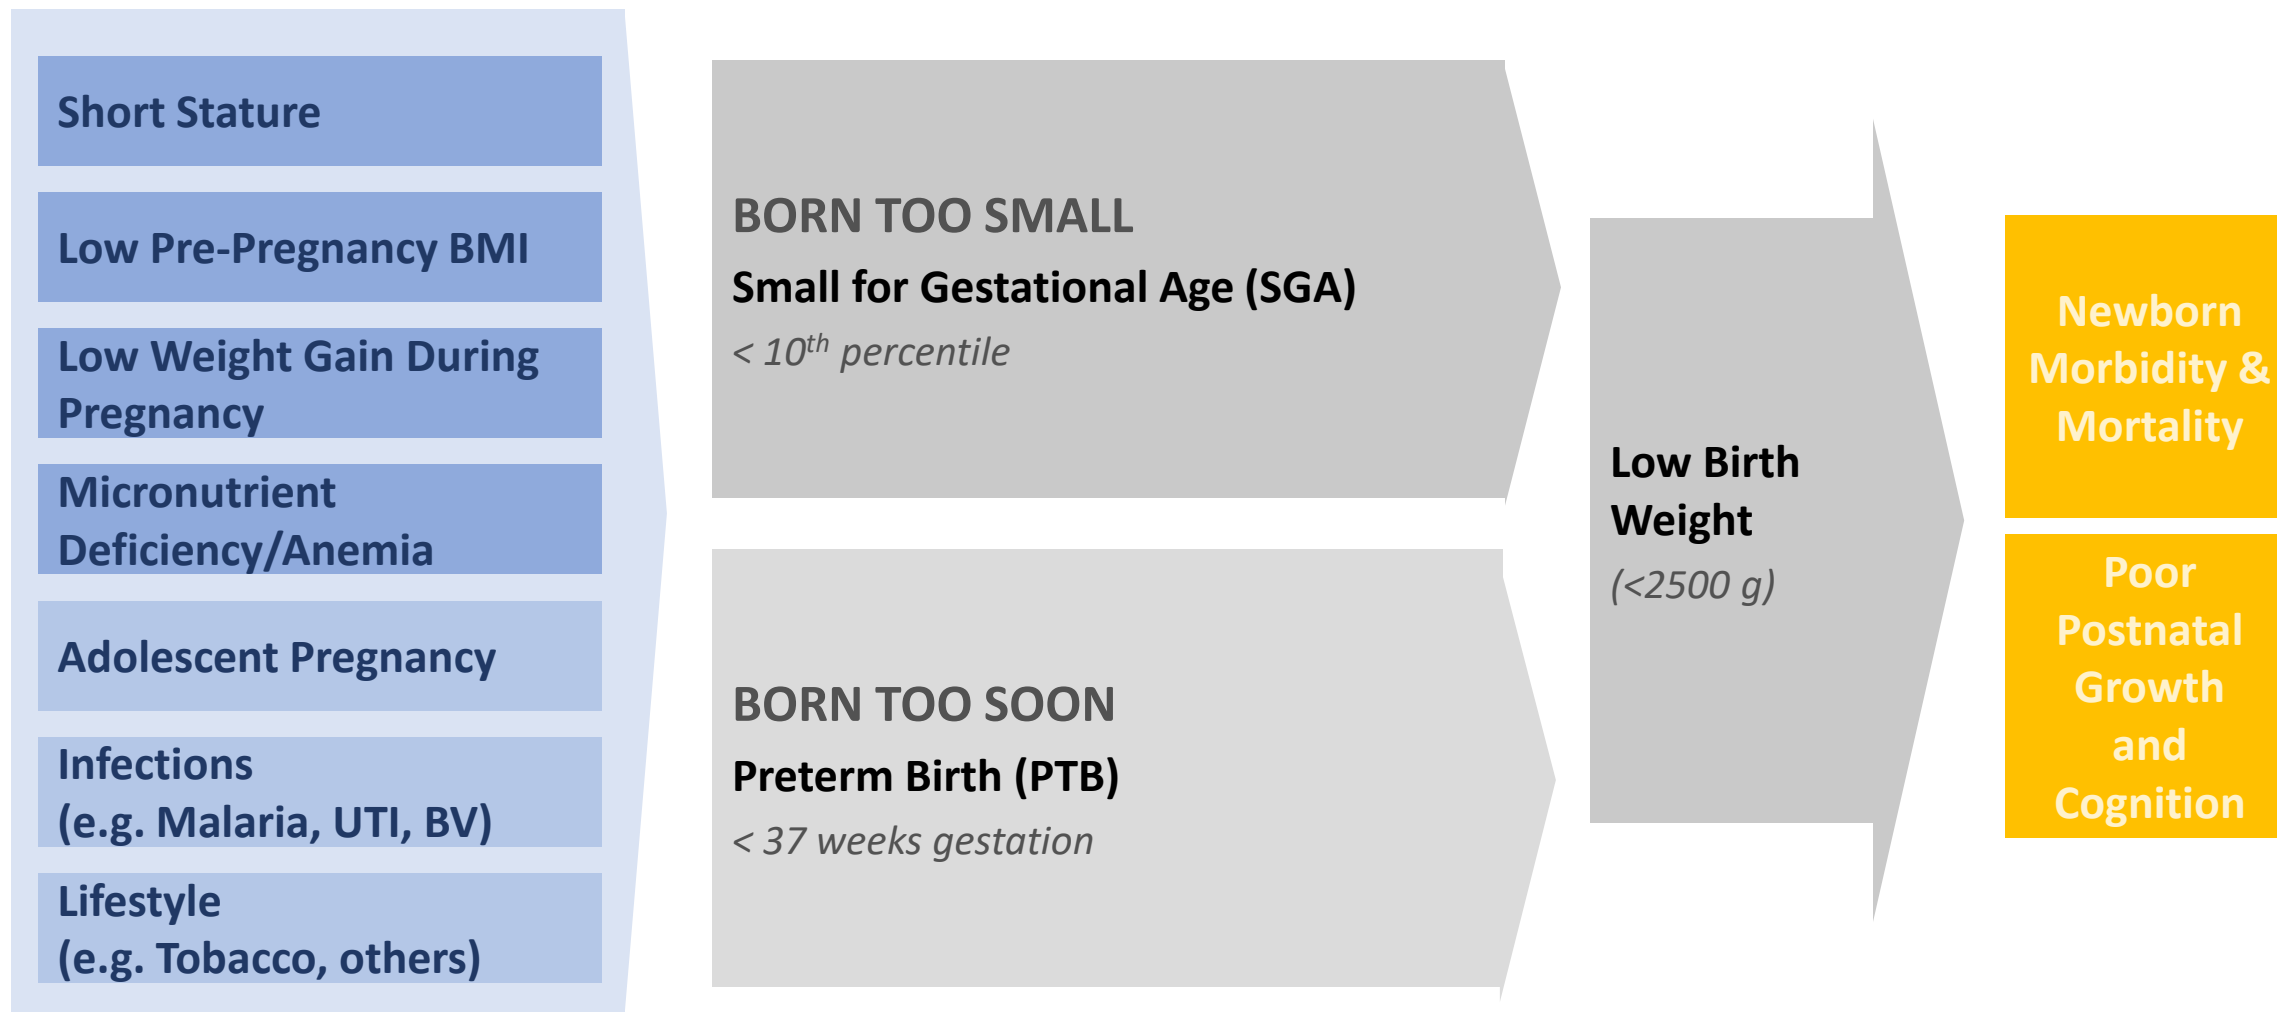 Short Stature
Low Pre-Pregnancy BMI
Low Weight Gain During
Pregnancy
Micronutrient
Deficiency/Anemia
Adolescent Pregnancy
Infections
(e.g. Malaria, UTI, BV)
Lifestyle
(e.g. Tobacco, others)
BORN TOO SMALL
Small for Gestational Age (SGA)
< 10th percentile
BORN TOO SOON
Preterm Birth (PTB)
< 37 weeks gestation
Low Birth
Weight
(<2500 g)
Newborn
Morbidity &
Mortality
Poor
Postnatal
Growth
and
Cognition